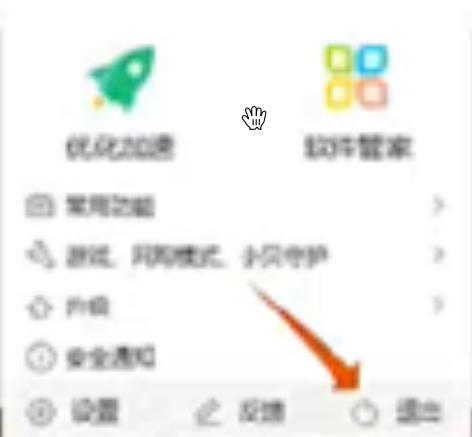 优化加速
软件管家
常用功能
游戏、网购模式、小贝守护
升级
安全通知
设置 反馈 退出